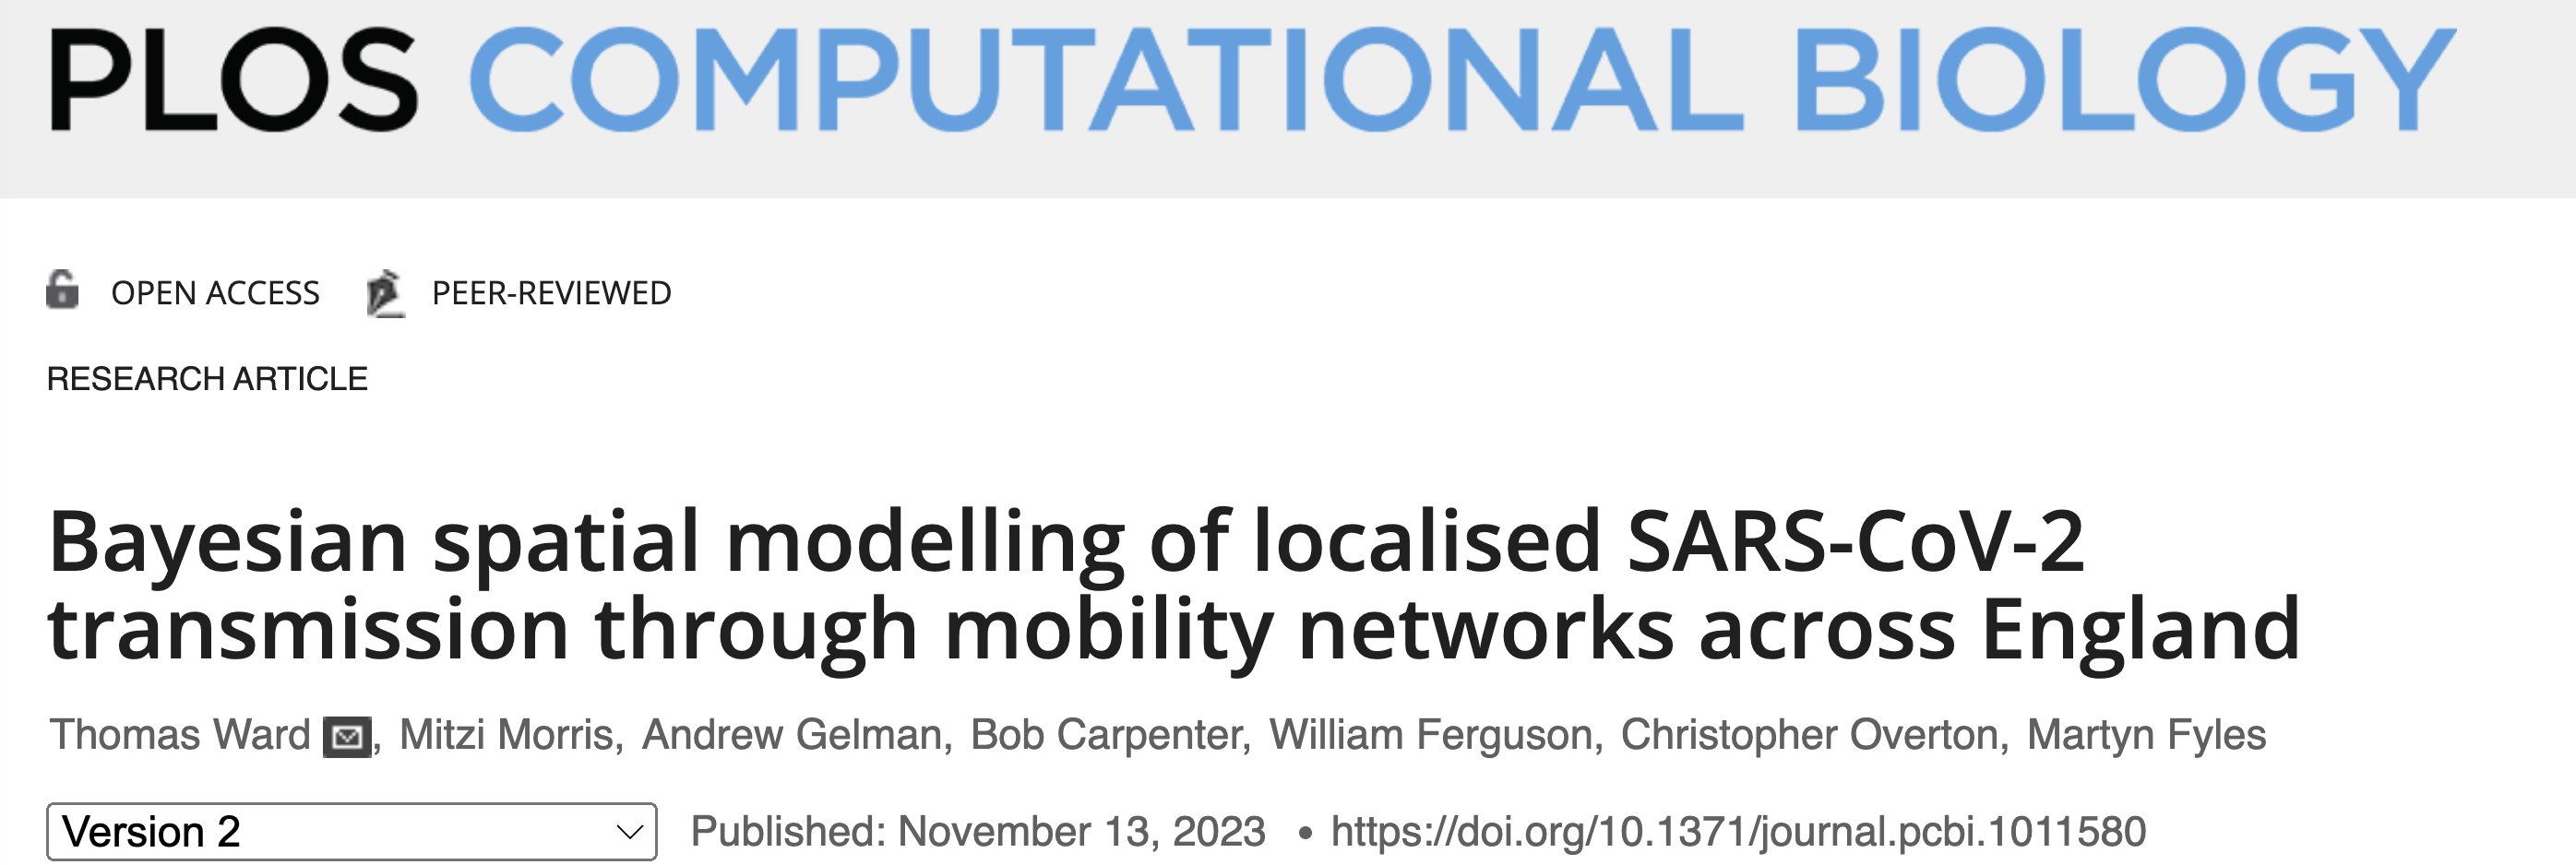 PLOS COMPUTATIONAL BIOLOGY
OPEN ACCESS PEER-REVIEWED
RESEARCH ARTICLE
Bayesian spatial modelling of localised SARS-CoV-2
transmission through mobility networks across England
Thomas Ward , Mitzi Morris, Andrew Gelman, Bob Carpenter, William Ferguson, Christopher Overton, Martyn Fyles
Version 2 Published: November 13, 2023 • https://doi.org/10.1371/journal.pcbi.1011580